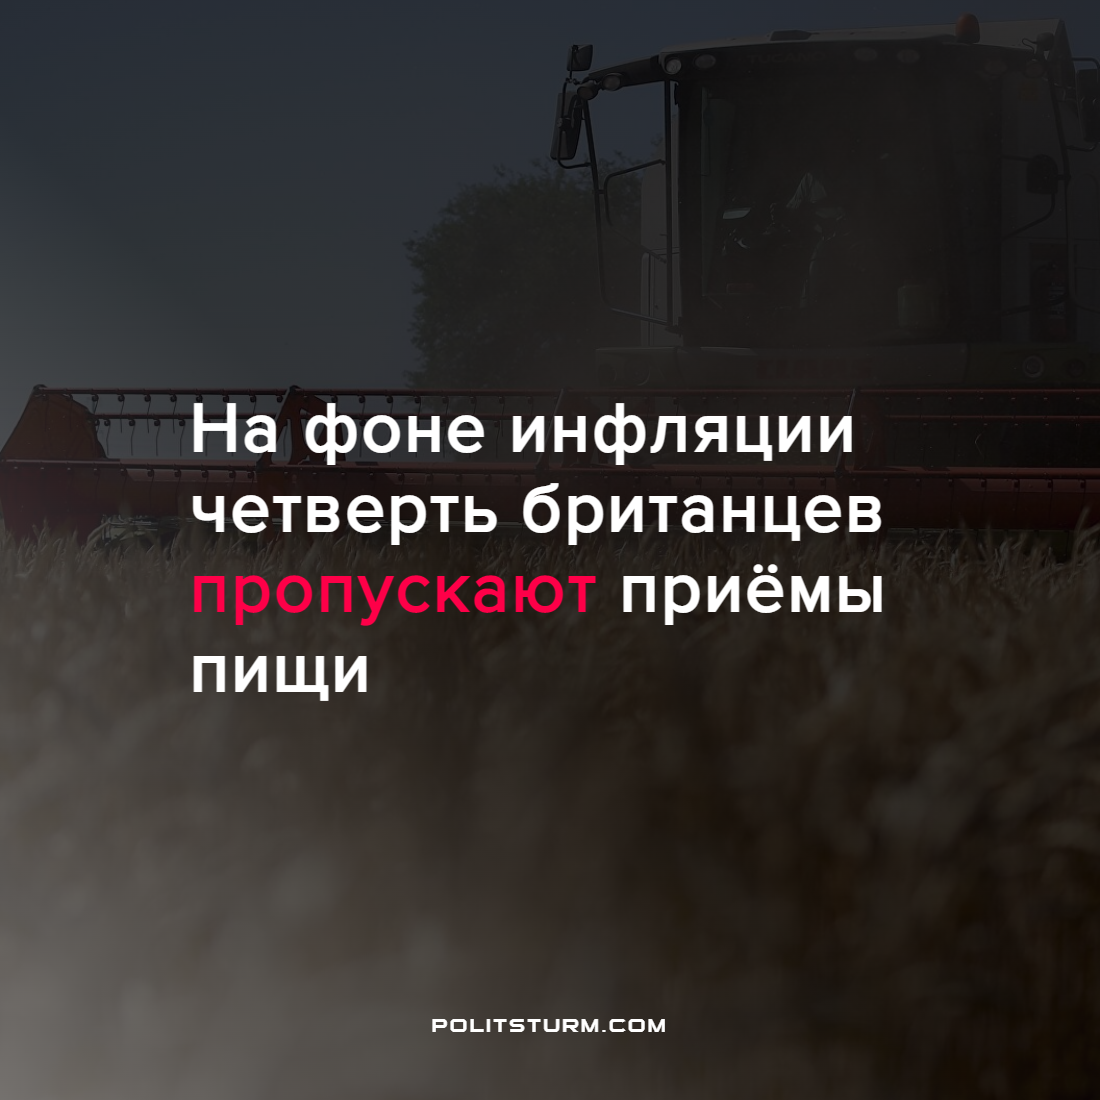 На фоне инфляции
четверть британцев
пропускают приёмы
пищи
POLITSTURM.COM